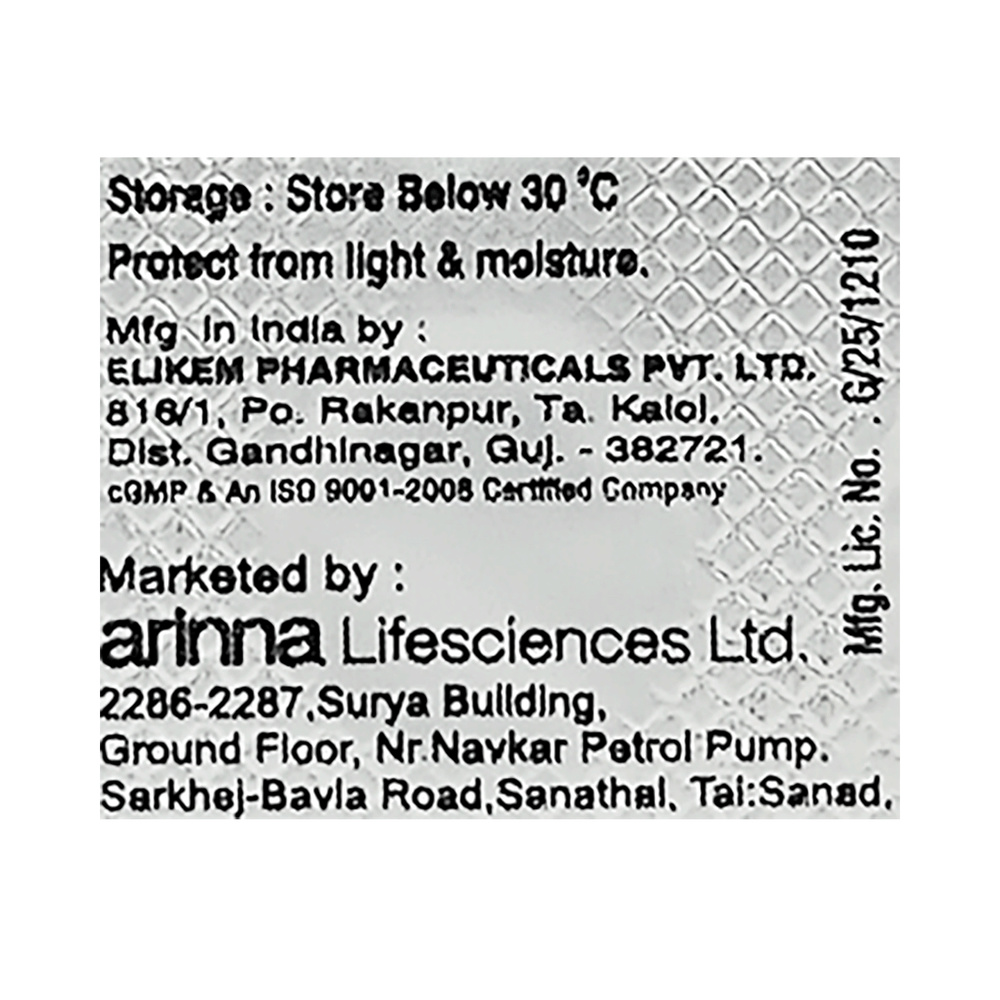 Storage : Store Below 30 °C
Protect from light & moisture.
Mfg. in India by :
ELIKEM PHARMACEUTICALS PVT. LTD.
816/1, Po. Rakanpur, Ta. Kalol.
Dist. Gandhinagar, Guj. - 382721.
cGMP & An ISO 9001-2008 Certified Company
Marketed by :
arinna Lifesciences Ltd.
2286-2287,Surya Building,
Ground Floor, Nr.Navkar Petrol Pump.
Sarkhej-Bavla Road,Sanathal, Tal:Sanad,
Mfg. Lic. No. : G/25/1210